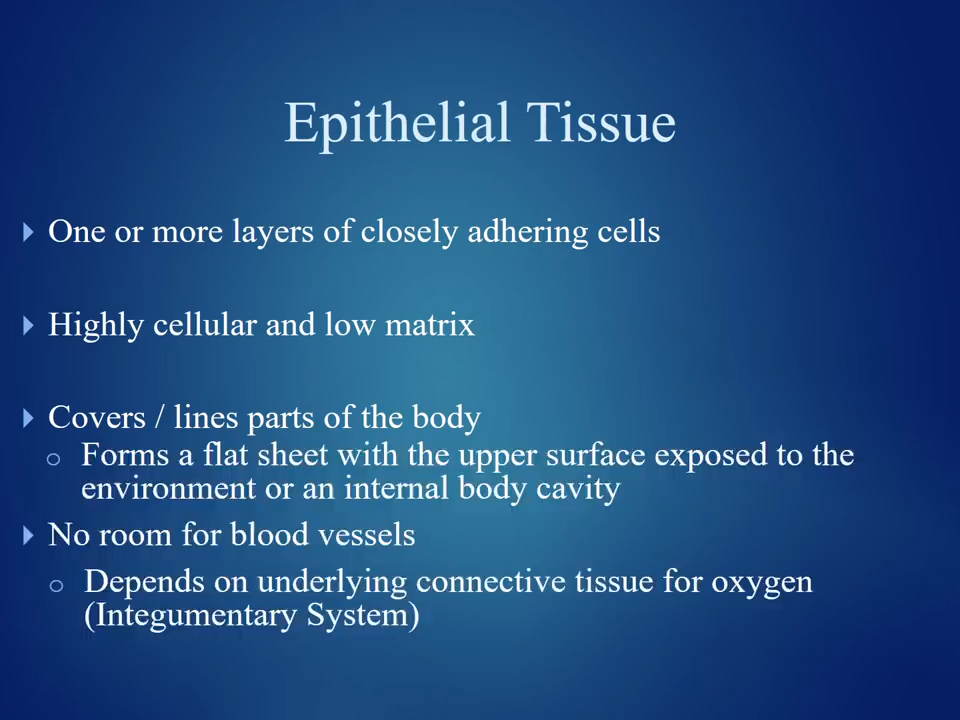 Epithelial Tissue
One or more layers of closely adhering cells
Highly cellular and low matrix
Covers / lines parts of the body
Forms a flat sheet with the upper surface exposed to the
environment or an internal body cavity
No room for blood vessels
Depends on underlying connective tissue for oxygen
(Integumentary System)